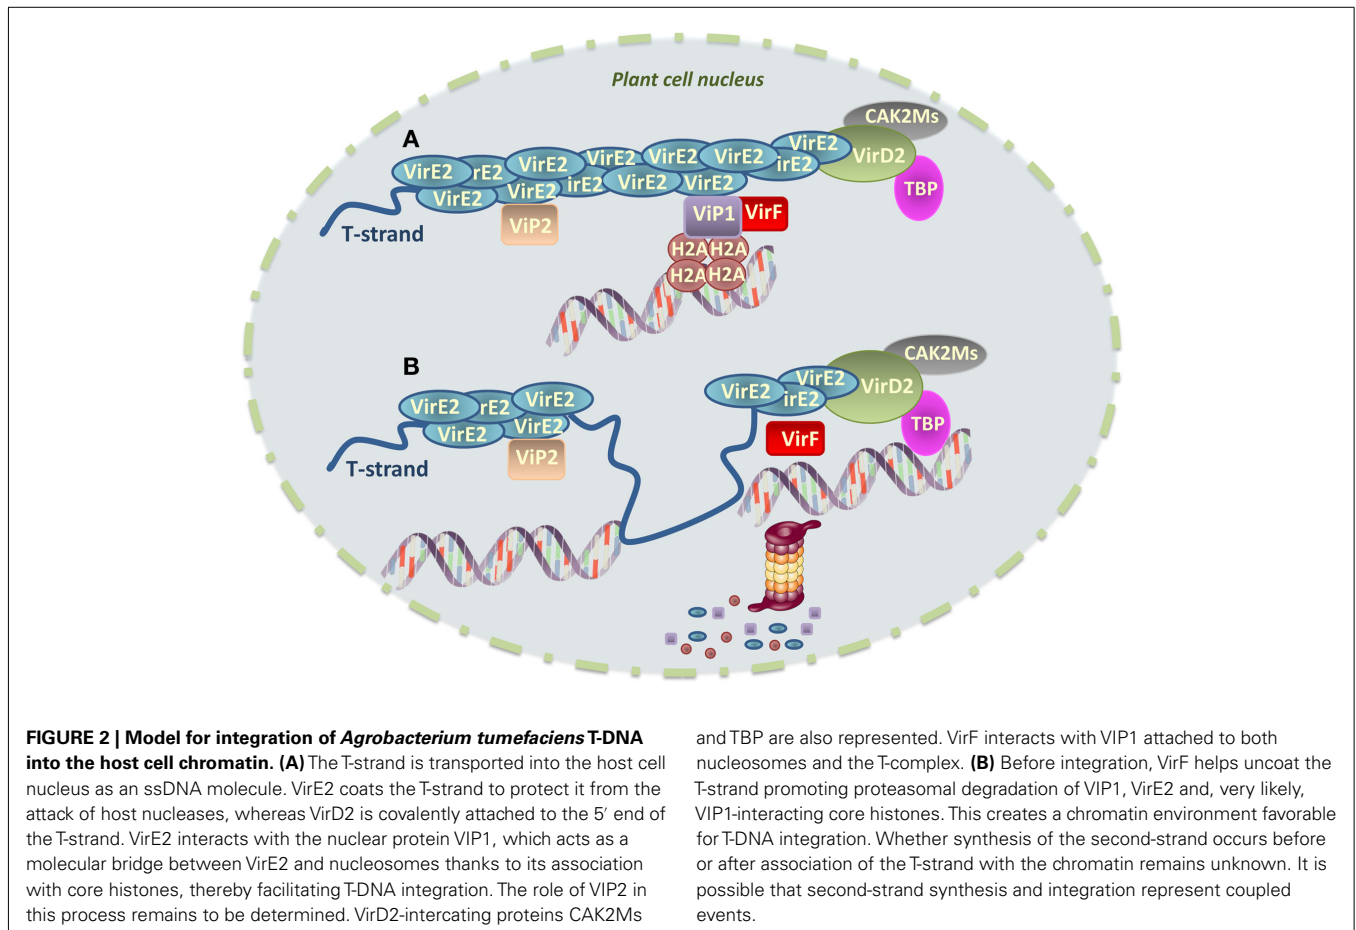 Plant cell nucleus
CAK2Ms
A
VirE2 rE2 VirE2 VirE2 VirE2 VirE2 VirE2 VirD2
VirE2 VirE2 irE2 VirE2 VirE2 irE2
TBP
T-strand
ViP2
ViP1 VirF
H2A H2A
H2A H2A
B
CAK2Ms
VirE2 rE2 VirE2
VirE2 VirE2
VirE2 VirE2 irE2 VirD2
TBP
VirF
T-strand
ViP2
FIGURE 2 | Model for integration of Agrobacterium tumefaciens T-DNA
into the host cell chromatin. (A) The T-strand is transported into the host cell
nucleus as an ssDNA molecule. VirE2 coats the T-strand to protect it from the
attack of host nucleases, whereas VirD2 is covalently attached to the 5′ end of
the T-strand. VirE2 interacts with the nuclear protein VIP1, which acts as a
molecular bridge between VirE2 and nucleosomes thanks to its association
with core histones, thereby facilitating T-DNA integration. The role of VIP2 in
this process remains to be determined. VirD2-intercating proteins CAK2Ms
and TBP are also represented. VirF interacts with VIP1 attached to both
nucleosomes and the T-complex. (B) Before integration, VirF helps uncoat the
T-strand promoting proteasomal degradation of VIP1, VirE2 and, very likely,
VIP1-interacting core histones. This creates a chromatin environment favorable
for T-DNA integration. Whether synthesis of the second-strand occurs before
or after association of the T-strand with the chromatin remains unknown. It is
possible that second-strand synthesis and integration represent coupled
events.